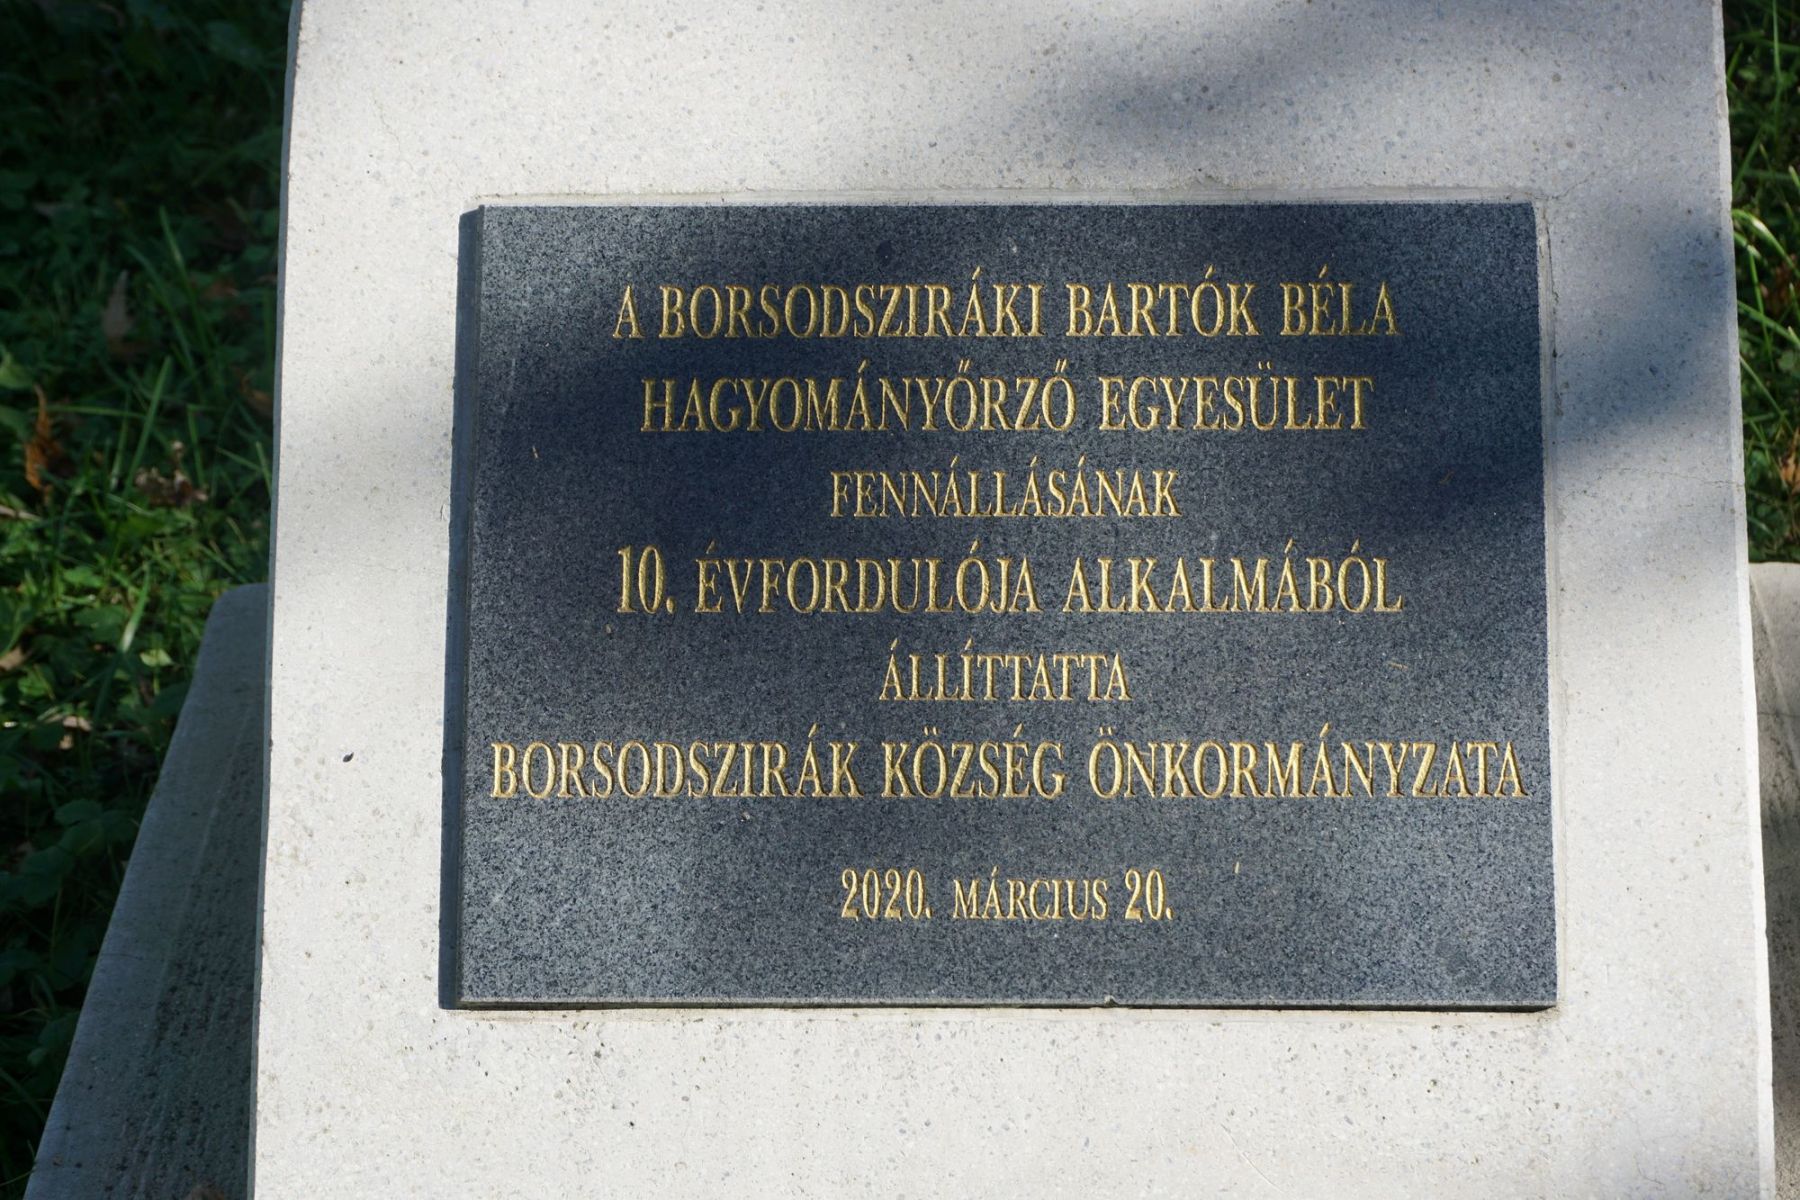 A BORSODSZIRÁKI BARTÓK BÉLA
HAGYOMÁNYŐRZŐ EGYESÜLET
FENNÁLLÁSÁNAK
10. ÉVFORDULÓJA ALKALMÁBÓL
ÁLLÍTTATTA
BORSODSZIRÁK KÖZSÉG ÖNKORMÁNYZATA
2020. MÁRCIUS 20.